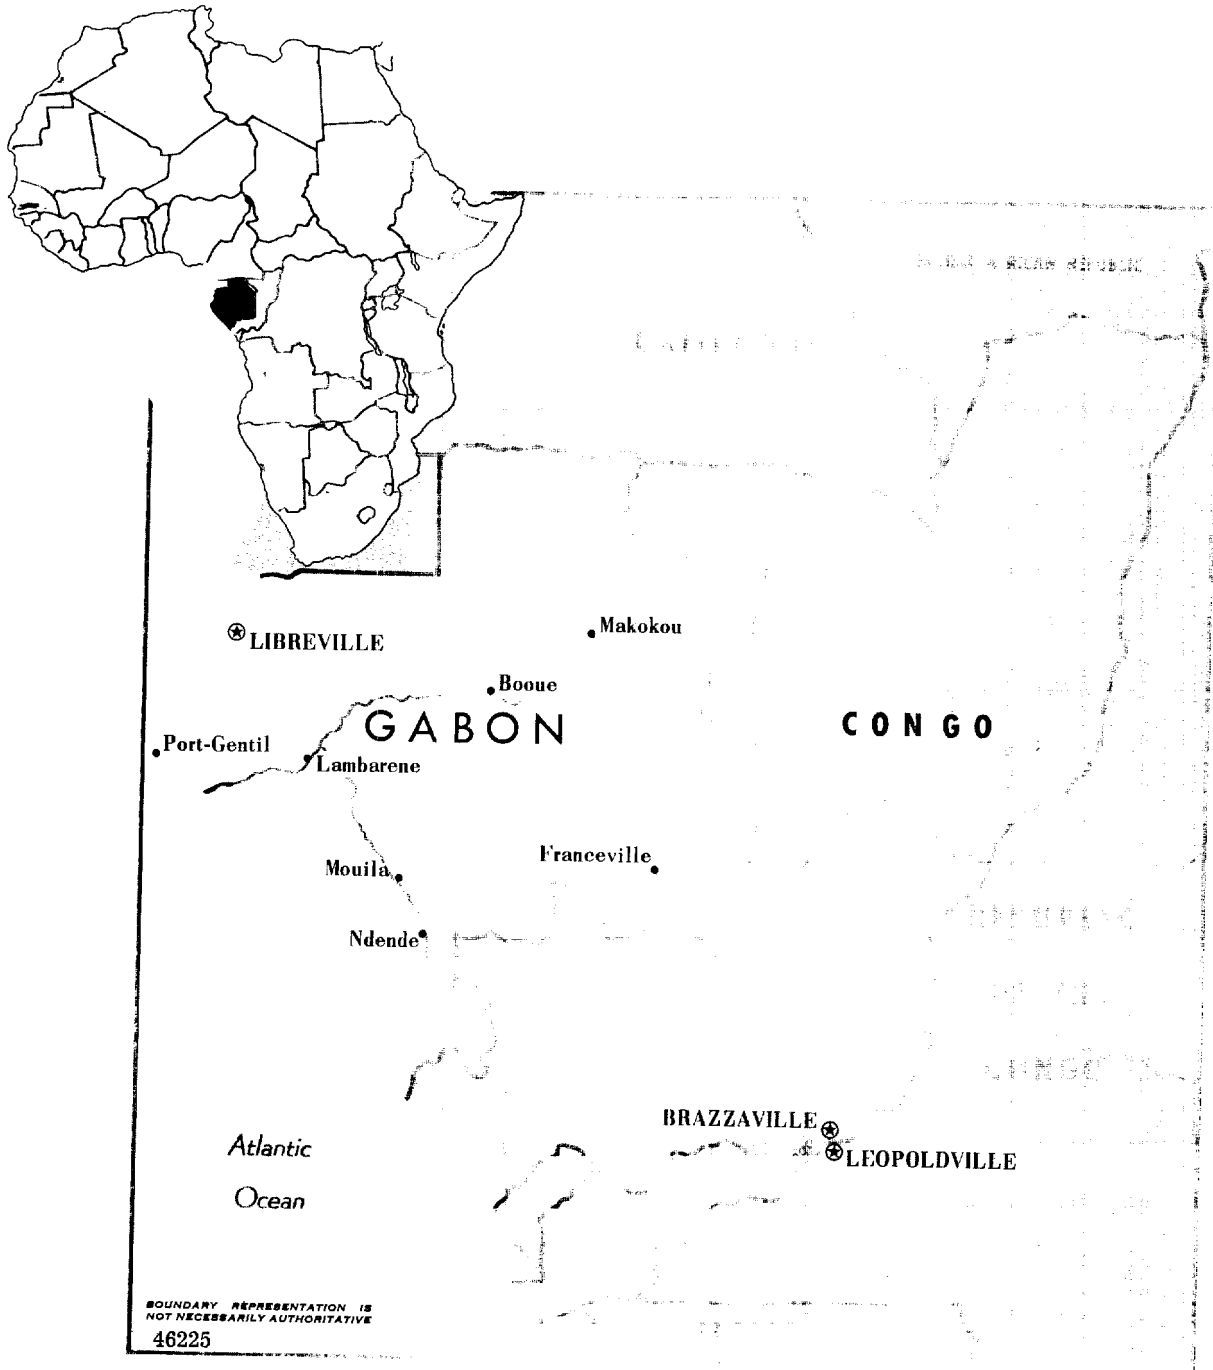 LIBREVILLE
Makokou
Booue
GABON
CONGO
Port-Gentil
Lambarene
Franceville
Mouila
Ndende
BRAZZAVILLE
LEOPOLDVILLE
Atlantic
Ocean
BOUNDARY REPRESENTATION IS
NOT NECESSARILY AUTHORITATIVE
46225